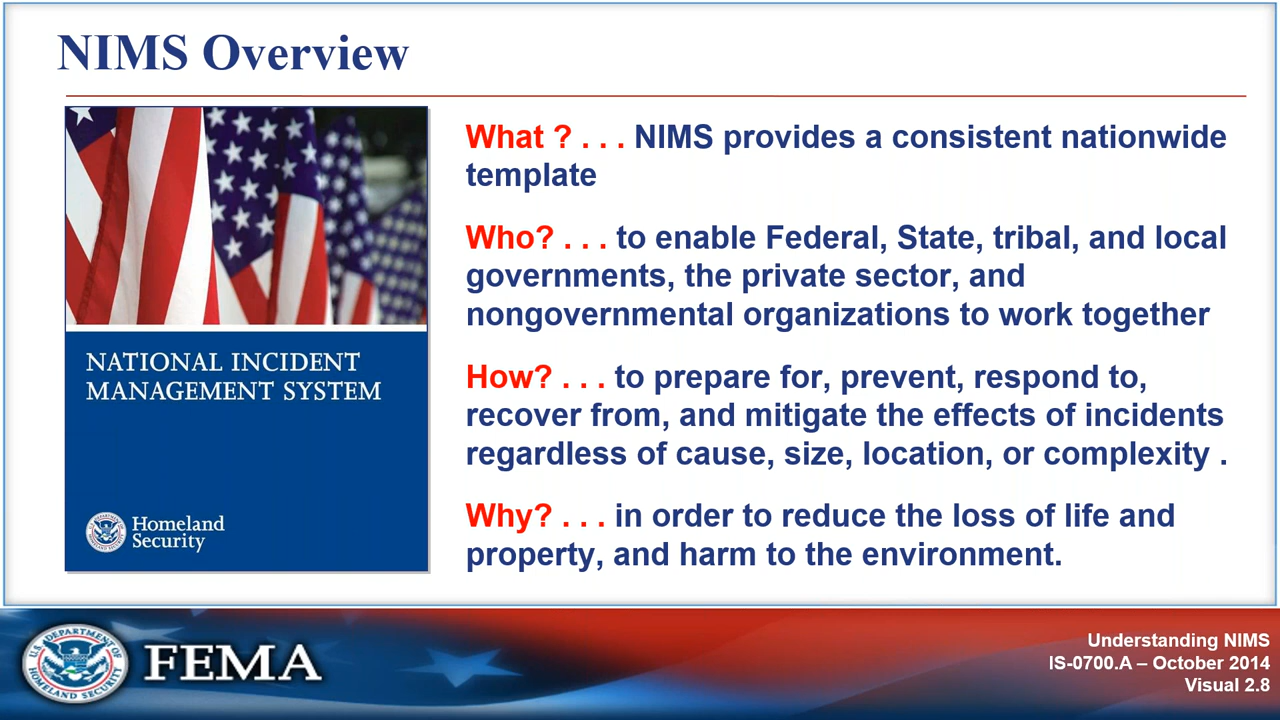 NIMS Overview
NATIONAL INCIDENT
MANAGEMENT SYSTEM
Homeland
Security
What ? . . . NIMS provides a consistent nationwide
template
Who? . . . to enable Federal, State, tribal, and local
governments, the private sector, and
nongovernmental organizations to work together
How? . . . to prepare for, prevent, respond to,
recover from, and mitigate the effects of incidents
regardless of cause, size, location, or complexity .
Why? . . . in order to reduce the loss of life and
property, and harm to the environment.
U.S. DEPARTMENT OF
HOMELAND SECURITY
FEMA
Understanding NIMS
IS-0700.A – October 2014
Visual 2.8